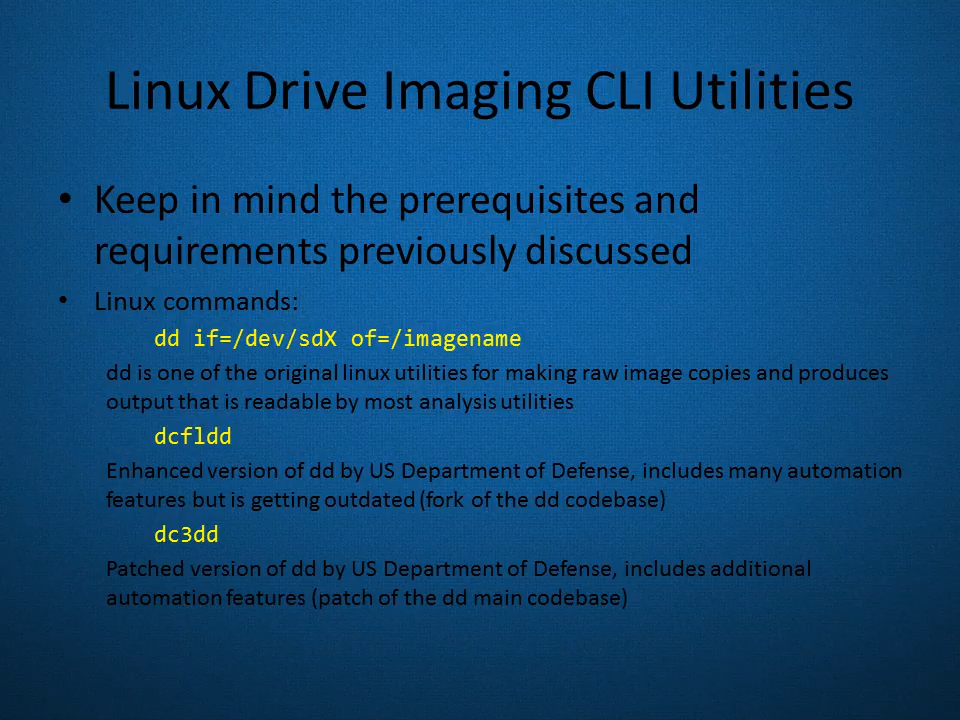 Linux Drive Imaging CLI Utilities
• Keep in mind the prerequisites and
requirements previously discussed
• Linux commands:
dd if=/dev/sdX of=/imagename
dd is one of the original linux utilities for making raw image copies and produces
output that is readable by most analysis utilities
dcfldd
Enhanced version of dd by US Department of Defense, includes many automation
features but is getting outdated (fork of the dd codebase)
dc3dd
Patched version of dd by US Department of Defense, includes additional
automation features (patch of the dd main codebase)